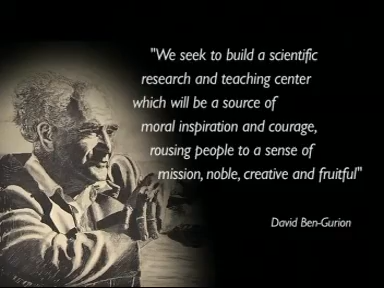 "We seek to build a scientific
research and teaching center
which will be a source of
moral inspiration and courage,
rousing people to a sense of
mission, noble, creative and fruitful"
David Ben-Gurion